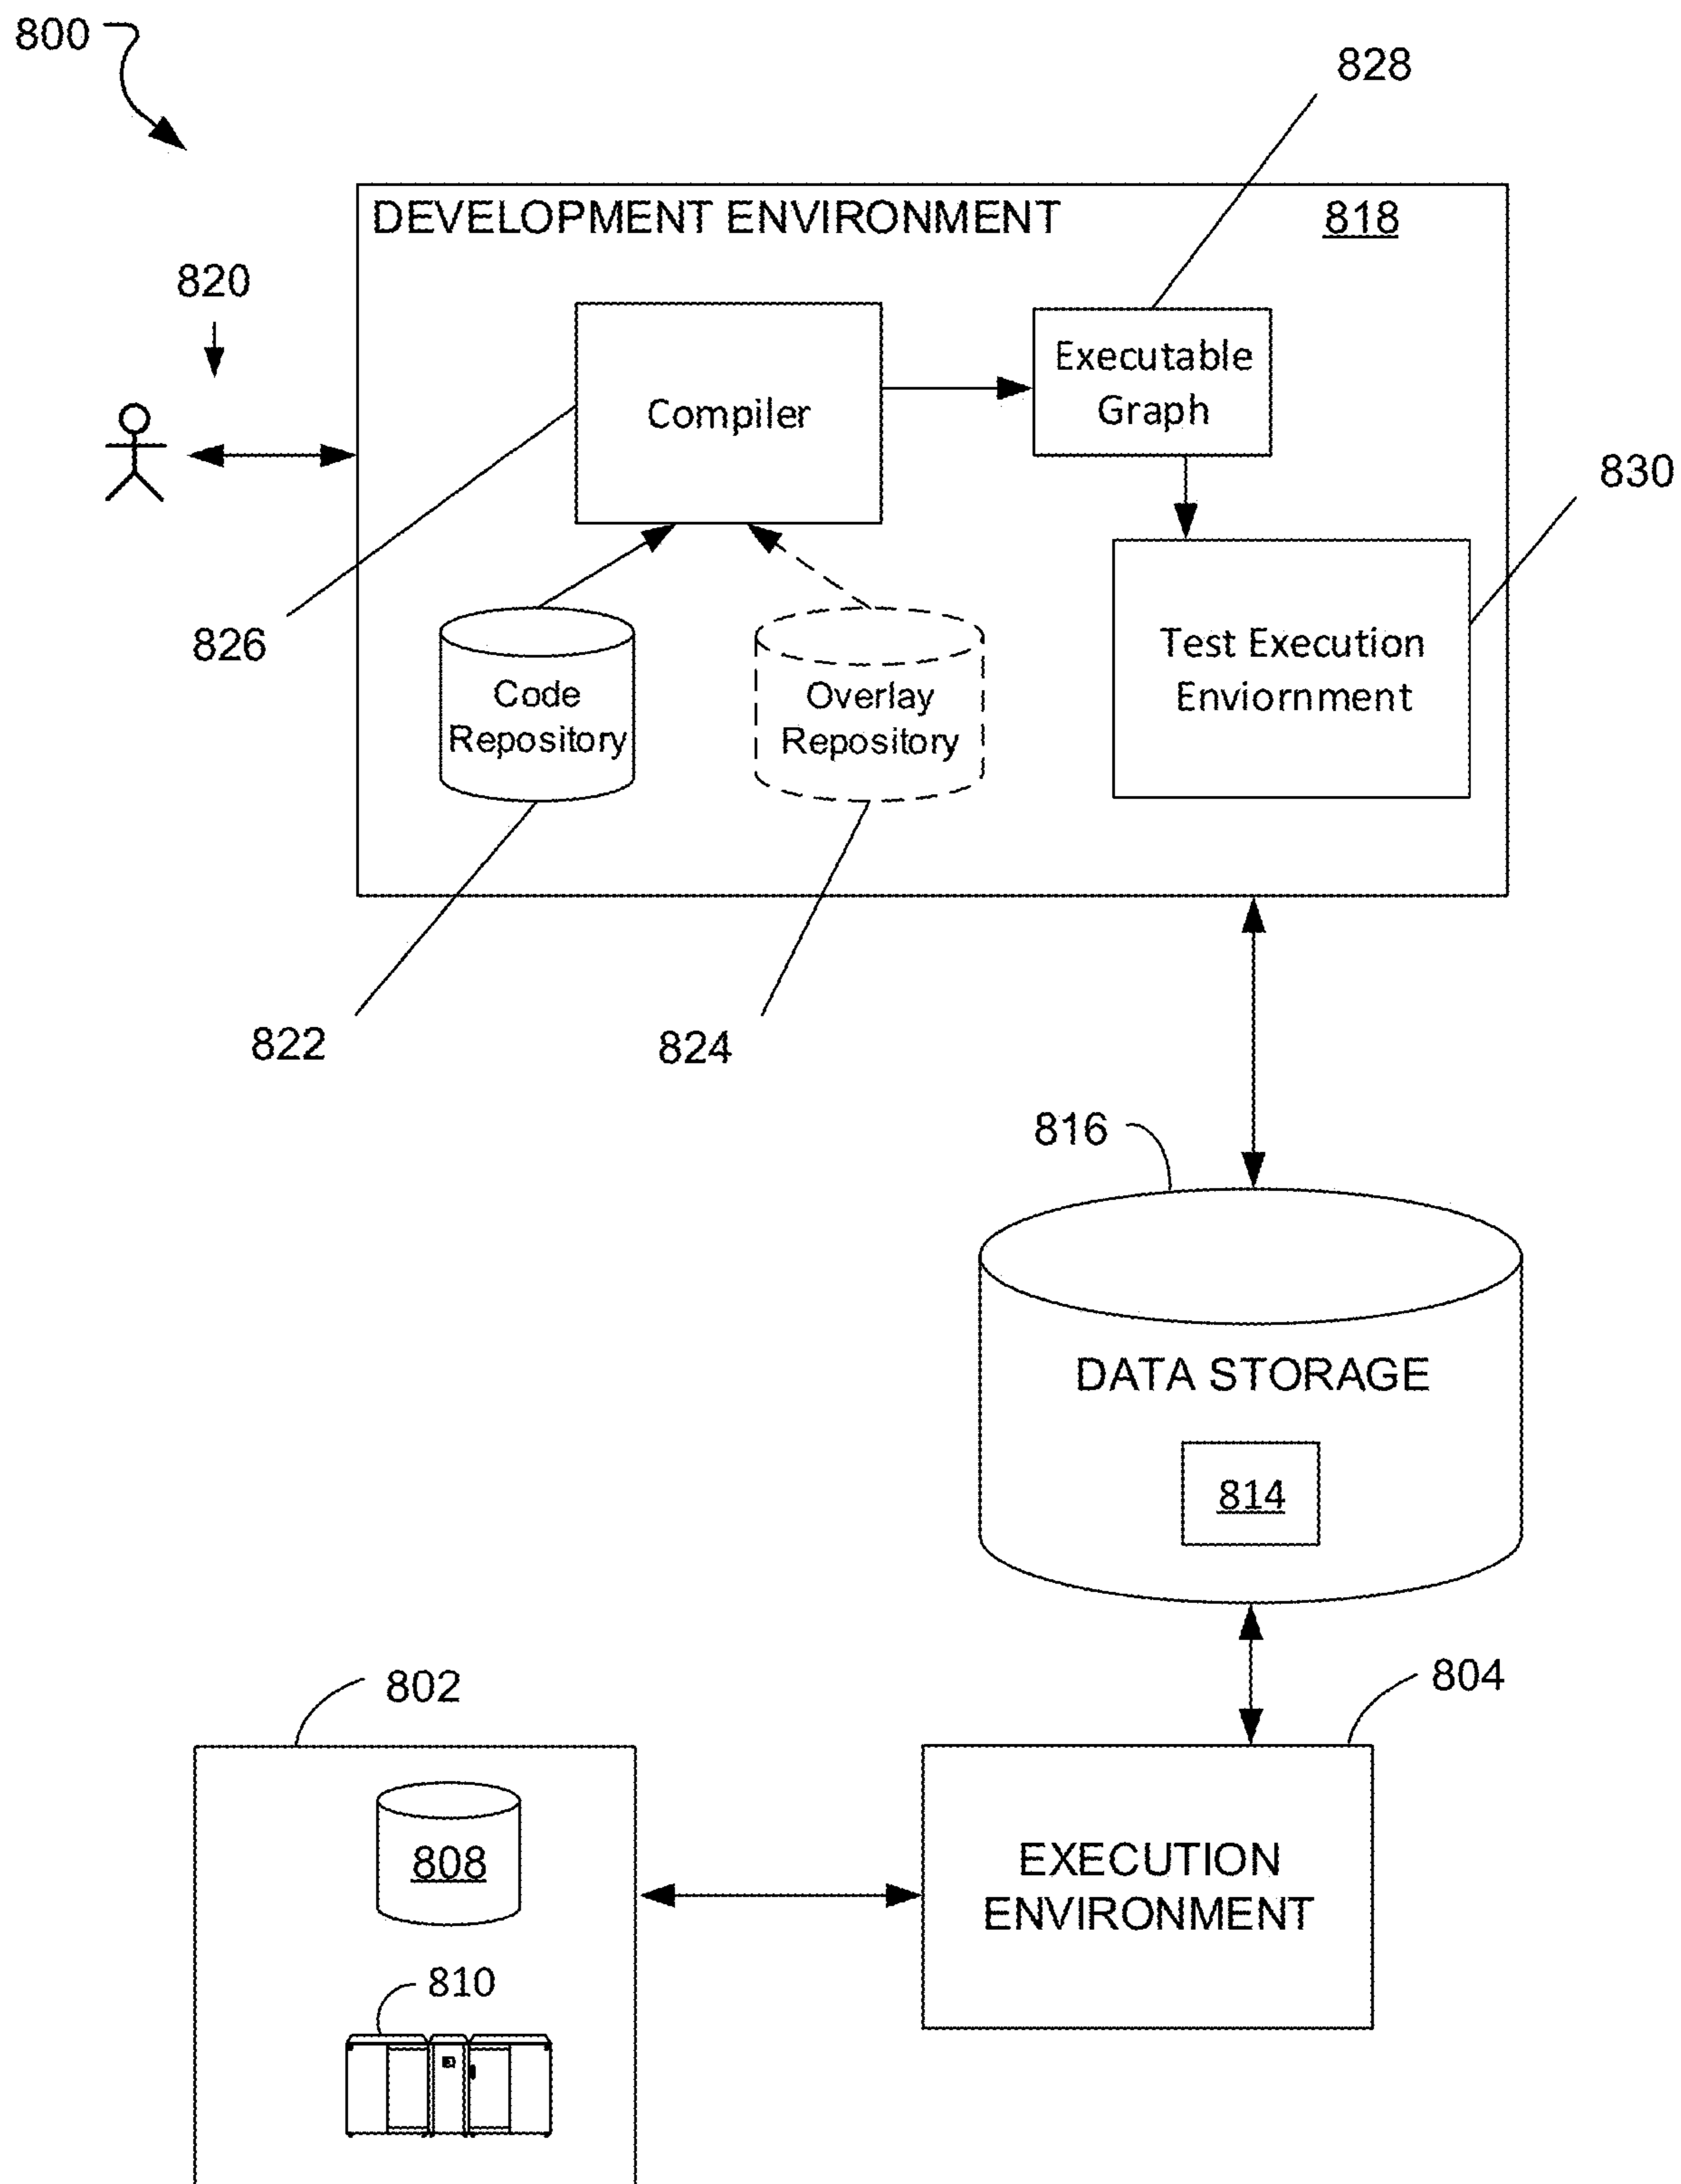 800
828
DEVELOPMENT ENVIRONMENT 818
820
Executable
Graph
Compiler
830
826
Test Execution
Enviornment
Code
Repository
Overlay
Repository
822
824
816
DATA STORAGE
814
802
804
808
EXECUTION
ENVIRONMENT
810